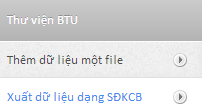 Thư viện BTU
Thêm dữ liệu một file
Xuất dữ liệu dạng SĐKCB